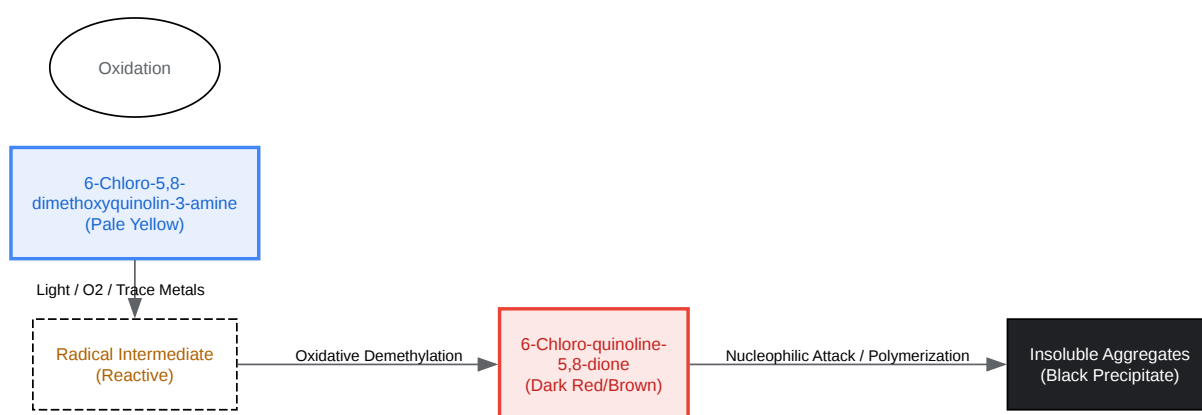 Oxidation
6-Chloro-5,8-
dimethoxyquinolin-3-amine
(Pale Yellow)
Light / O2 / Trace Metals
Radical Intermediate
(Reactive)
Oxidative Demethylation
6-Chloro-quinoline-
5,8-dione
(Dark Red/Brown)
Nucleophilic Attack / Polymerization
Insoluble Aggregates
(Black Precipitate)